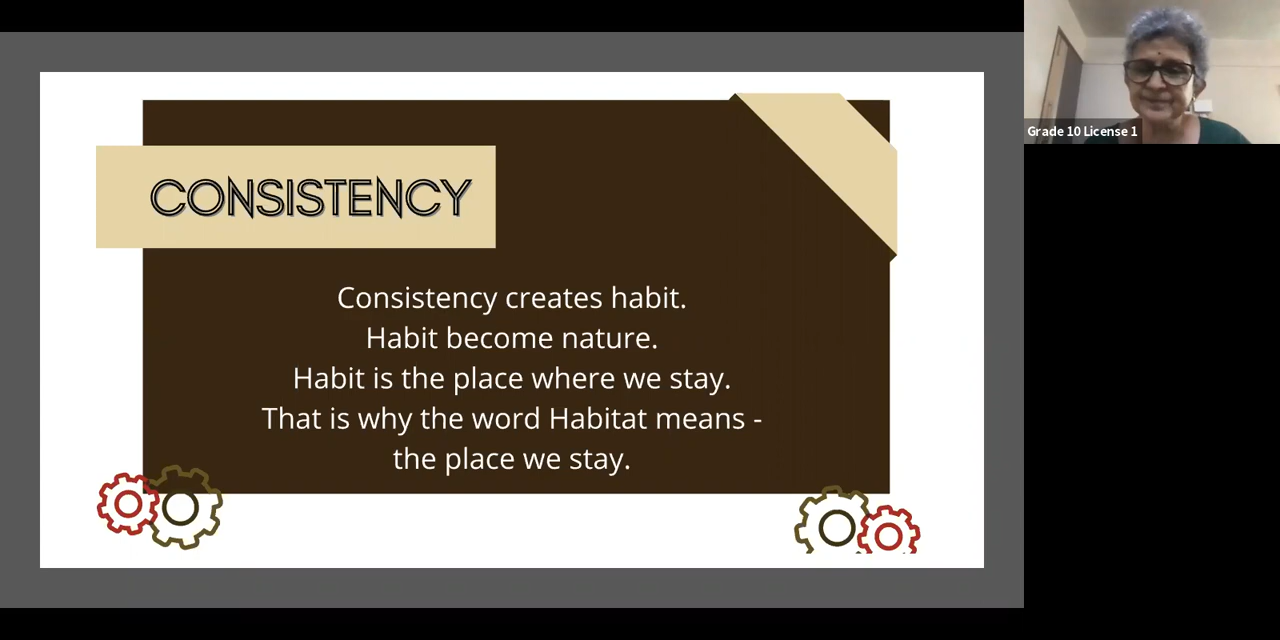 CONSISTENCY
Consistency creates habit.
Habit become nature.
Habit is the place where we stay.
That is why the word Habitat means -
the place we stay.
Grade 10 License 1